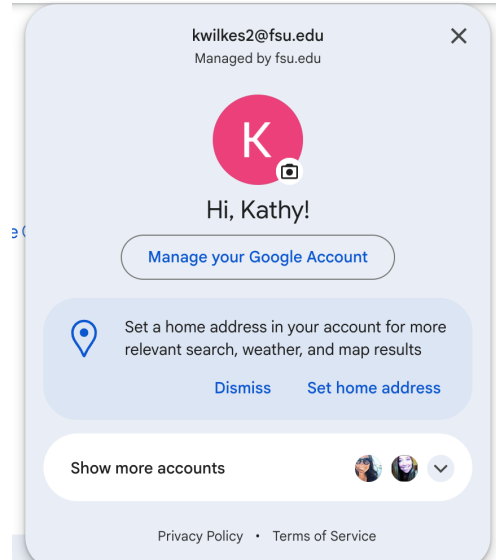 kwilkes2@fsu.edu
Managed by fsu.edu
K
Hi, Kathy!
Manage your Google Account
Set a home address in your account for more
relevant search, weather, and map results
Dismiss Set home address
Show more accounts
Privacy Policy • Terms of Service